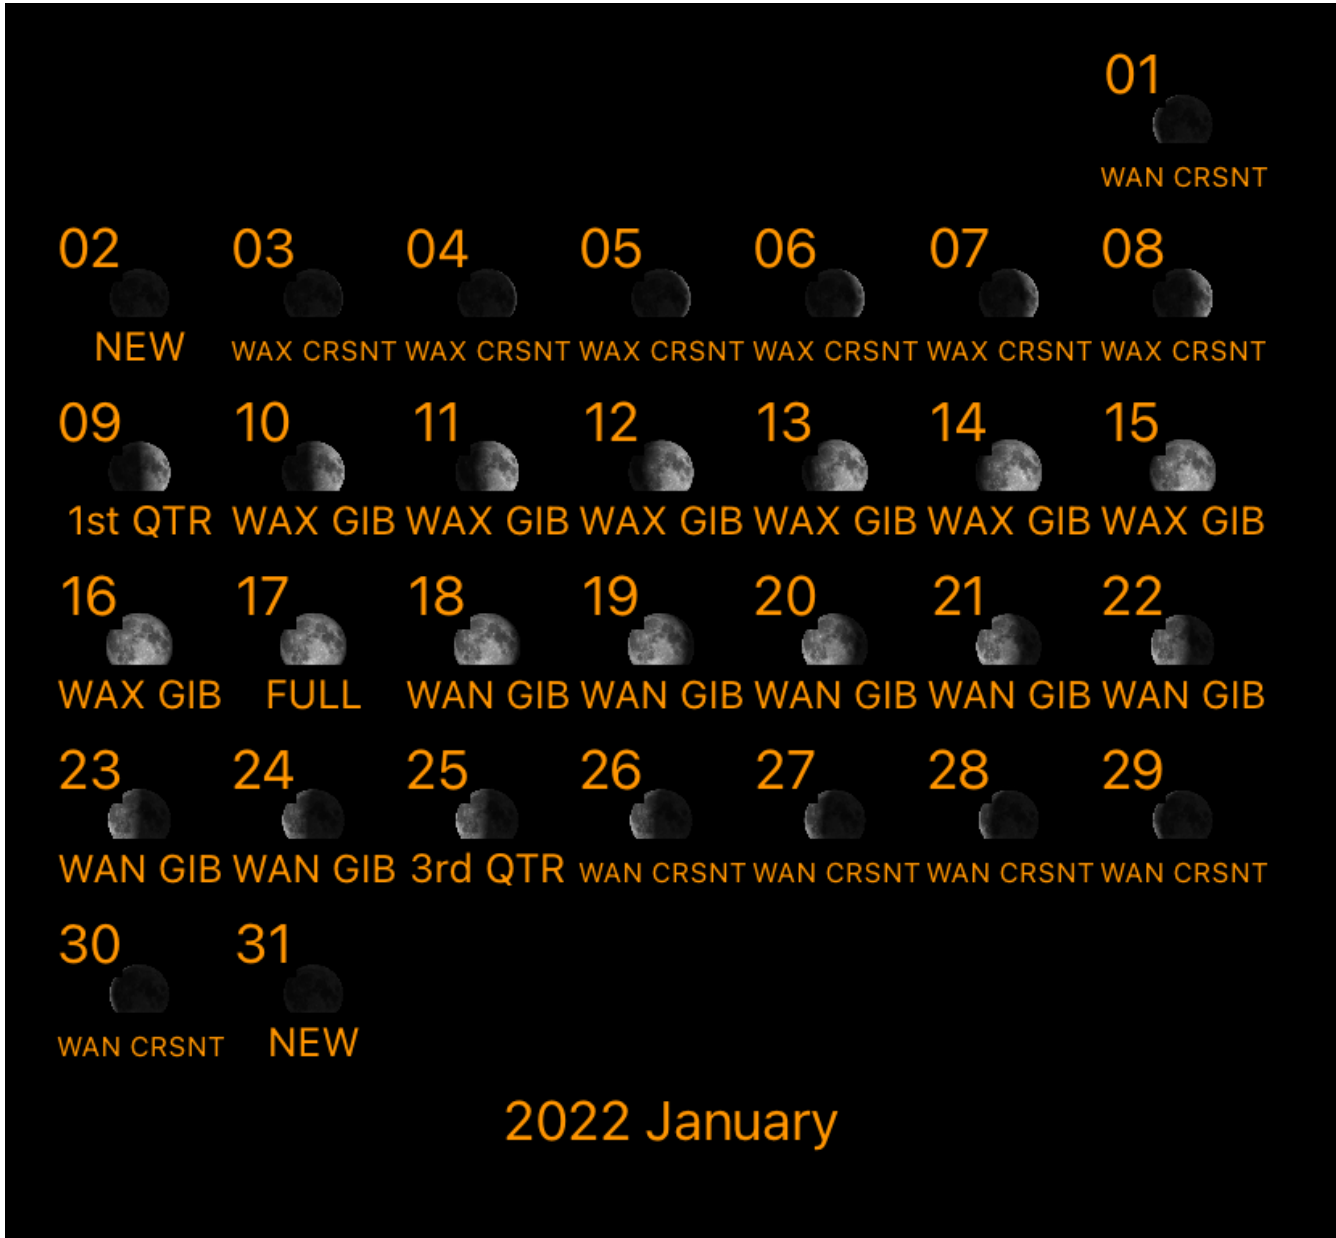 01
WAN CRSNT
02 03 04 05 06 07 08
NEW WAX CRSNT WAX CRSNT WAX CRSNT WAX CRSNT WAX CRSNT WAX CRSNT
09 10 11 12 13 14 15
1st QTR WAX GIB WAX GIB WAX GIB WAX GIB WAX GIB WAX GIB
16 17 18 19 20 21 22
WAX GIB FULL WAN GIB WAN GIB WAN GIB WAN GIB WAN GIB
23 24 25 26 27 28 29
WAN GIB WAN GIB 3rd QTR WAN CRSNT WAN CRSNT WAN CRSNT WAN CRSNT
30 31
WAN CRSNT NEW
2022 January